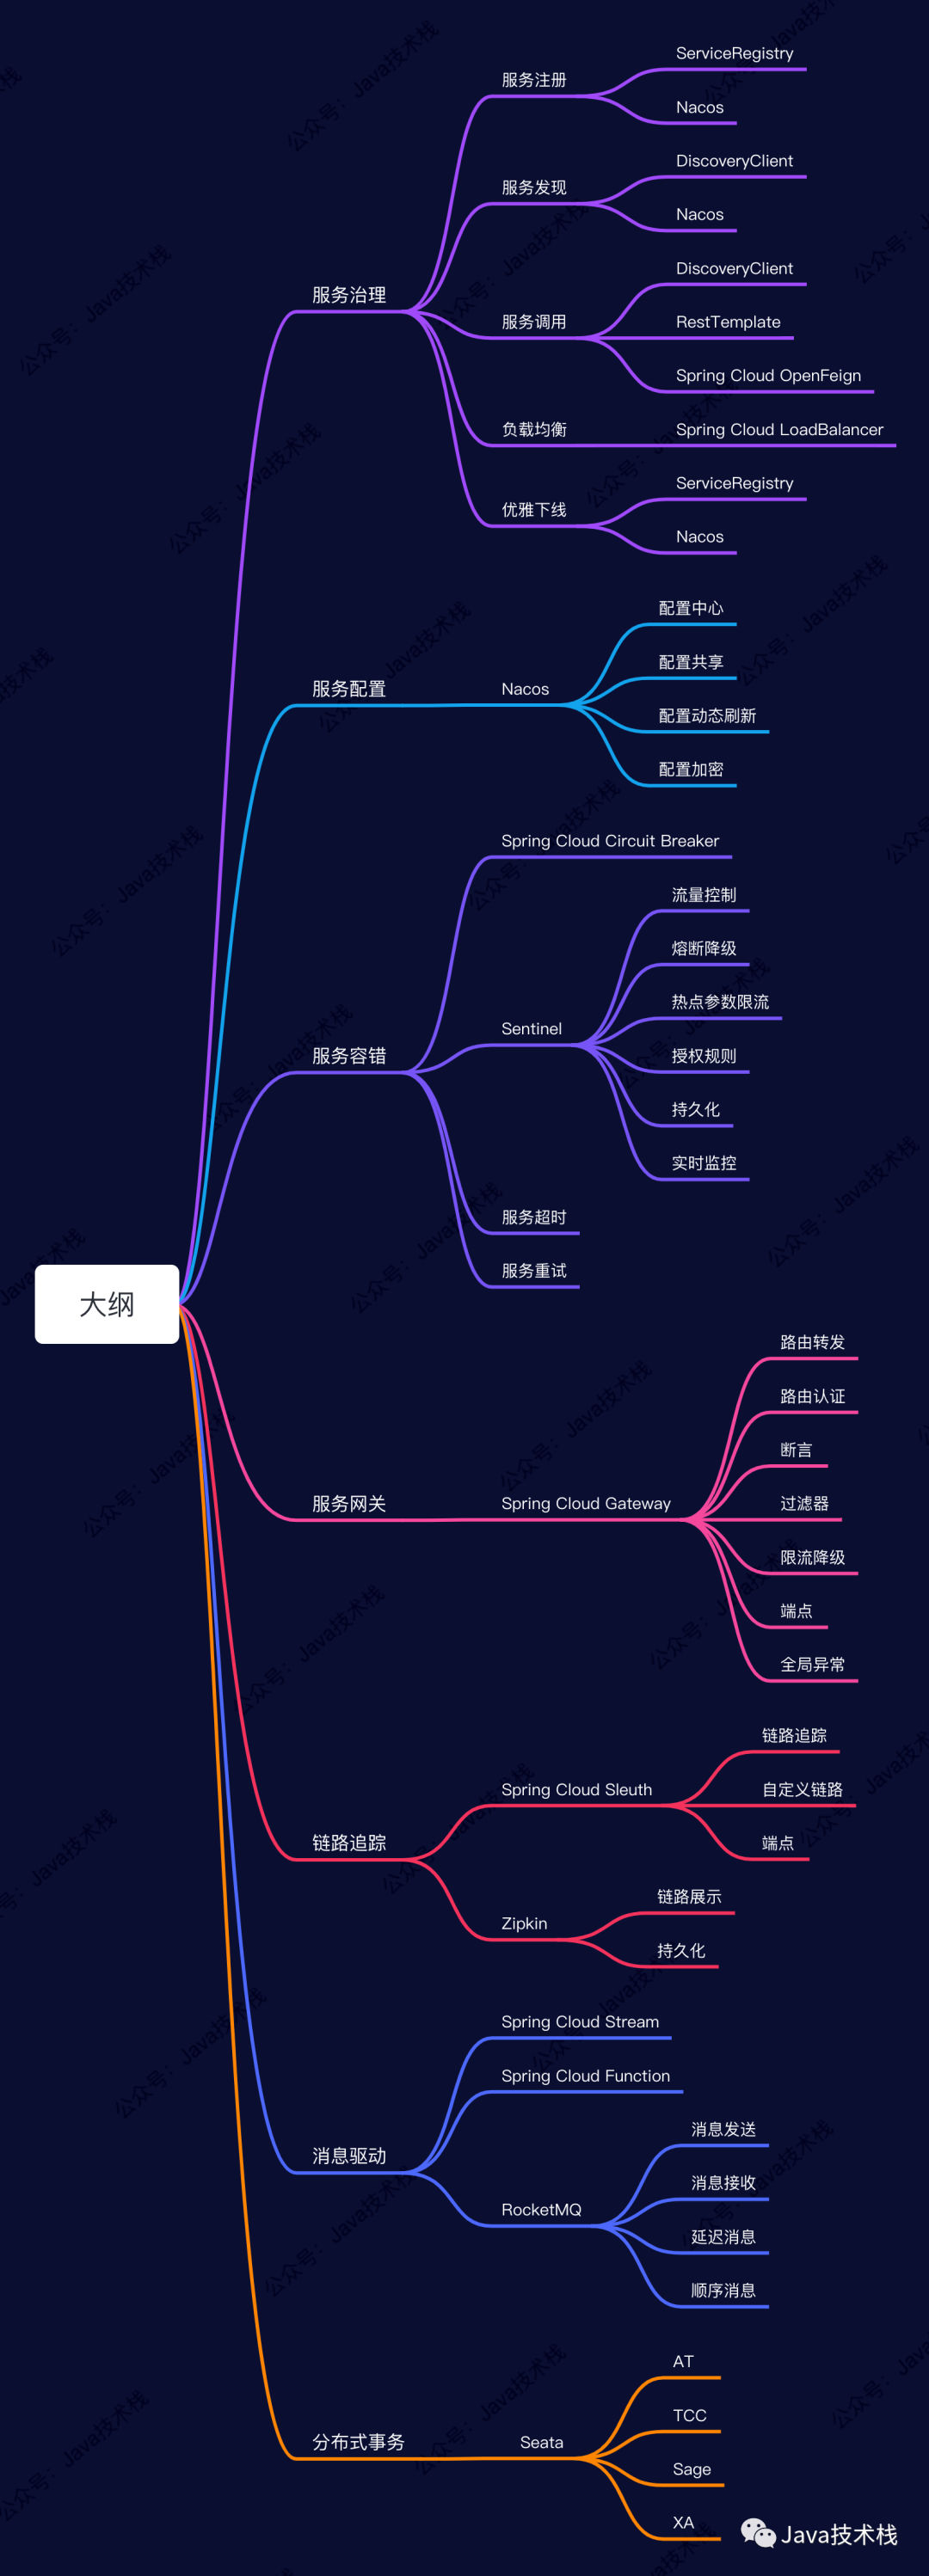 大纲
服务治理
服务注册
ServiceRegistry
Nacos
服务发现
DiscoveryClient
Nacos
服务调用
DiscoveryClient
RestTemplate
Spring Cloud OpenFeign
负载均衡
Spring Cloud LoadBalancer
优雅下线
ServiceRegistry
Nacos
服务配置
Nacos
配置中心
配置共享
配置动态刷新
配置加密
服务容错
Spring Cloud Circuit Breaker
Sentinel
流量控制
熔断降级
热点参数限流
授权规则
持久化
实时监控
服务超时
服务重试
服务网关
Spring Cloud Gateway
路由转发
路由认证
断言
过滤器
限流降级
端点
全局异常
链路追踪
Spring Cloud Sleuth
链路追踪
自定义链路
端点
Zipkin
链路展示
持久化
消息驱动
Spring Cloud Stream
Spring Cloud Function
RocketMQ
消息发送
消息接收
延迟消息
顺序消息
分布式事务
Seata
AT
TCC
Sage
XA
Java技术栈
公众号：Java技术栈